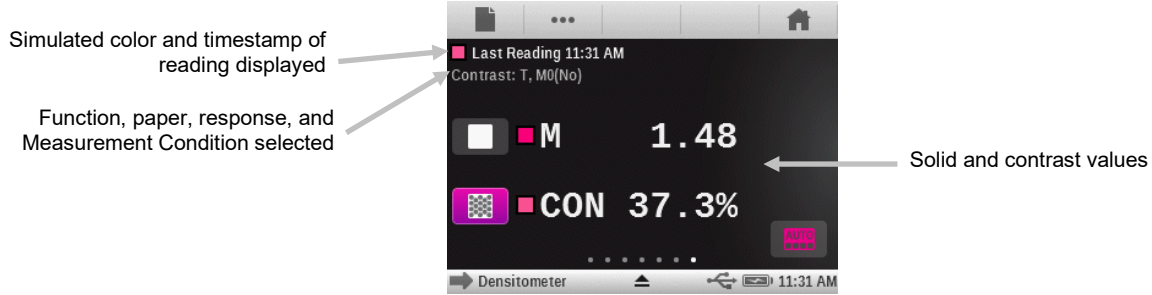 Simulated color and timestamp of
reading displayed
Function, paper, response, and
Measurement Condition selected
Last Reading 11:31 AM
Contrast: T, M0(No)
M 1.48
CON 37.3%
AUTO
Densitometer 11:31 AM
Solid and contrast values